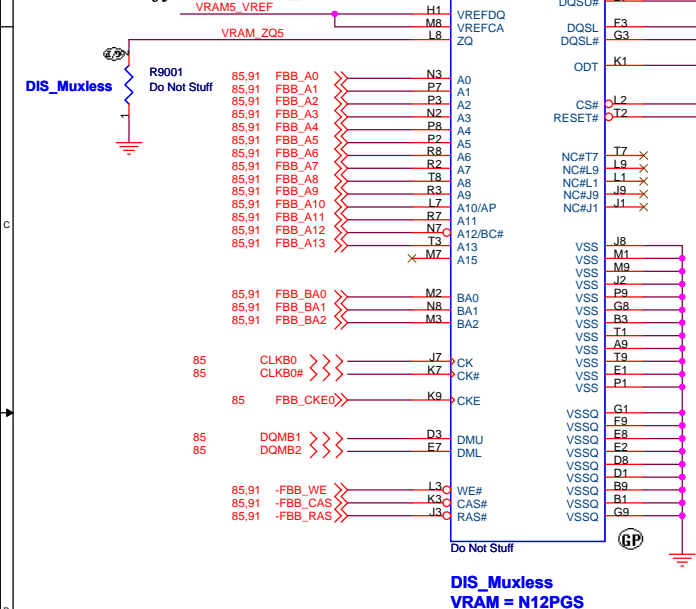 DQSU#
VRAM5_VREF H1 VREFDQ
M8 VREFCA DQSL F3
VRAM_ZQ5 L8 ZQ DQSL# G3
ODT K1
R9001
DIS_Muxless Do Not Stuff
1
85,91 FBB_A0 N3 A0
85,91 FBB_A1 P7 A1
85,91 FBB_A2 P3 A2 CS# L2
85,91 FBB_A3 N2 A3 RESET# T2
85,91 FBB_A4 P8 A4
85,91 FBB_A5 P2 A5
85,91 FBB_A6 R8 A6 NC#T7 T7
85,91 FBB_A7 R2 A7 NC#L9 L9
85,91 FBB_A8 T8 A8 NC#L1 L1
85,91 FBB_A9 R3 A9 NC#J9 J9
85,91 FBB_A10 L7 A10/AP NC#J1 J1
85,91 FBB_A11 R7 A11
C
85,91 FBB_A12 N7 A12/BC#
85,91 FBB_A13 T3 A13 VSS J8
M7 A15 VSS M1
VSS M9
VSS J2
85,91 FBB_BA0 M2 BA0 VSS P9
85,91 FBB_BA1 N8 BA1 VSS G8
85,91 FBB_BA2 M3 BA2 VSS B3
VSS T1
VSS A9
85 CLKB0 J7 CK VSS T9
85 CLKB0# K7 CK# VSS E1
VSS P1
85 FBB_CKE0 K9 CKE
VSSQ G1
VSSQ F9
85 DQMB1 D3 DMU VSSQ E8
85 DQMB2 E7 DML VSSQ E2
VSSQ D8
VSSQ D1
85,91 -FBB_WE L3 WE# VSSQ B9
85,91 -FBB_CAS K3 CAS# VSSQ B1
85,91 -FBB_RAS J3 RAS# VSSQ G9
GP
Do Not Stuff
DIS_Muxless
VRAM = N12PGS